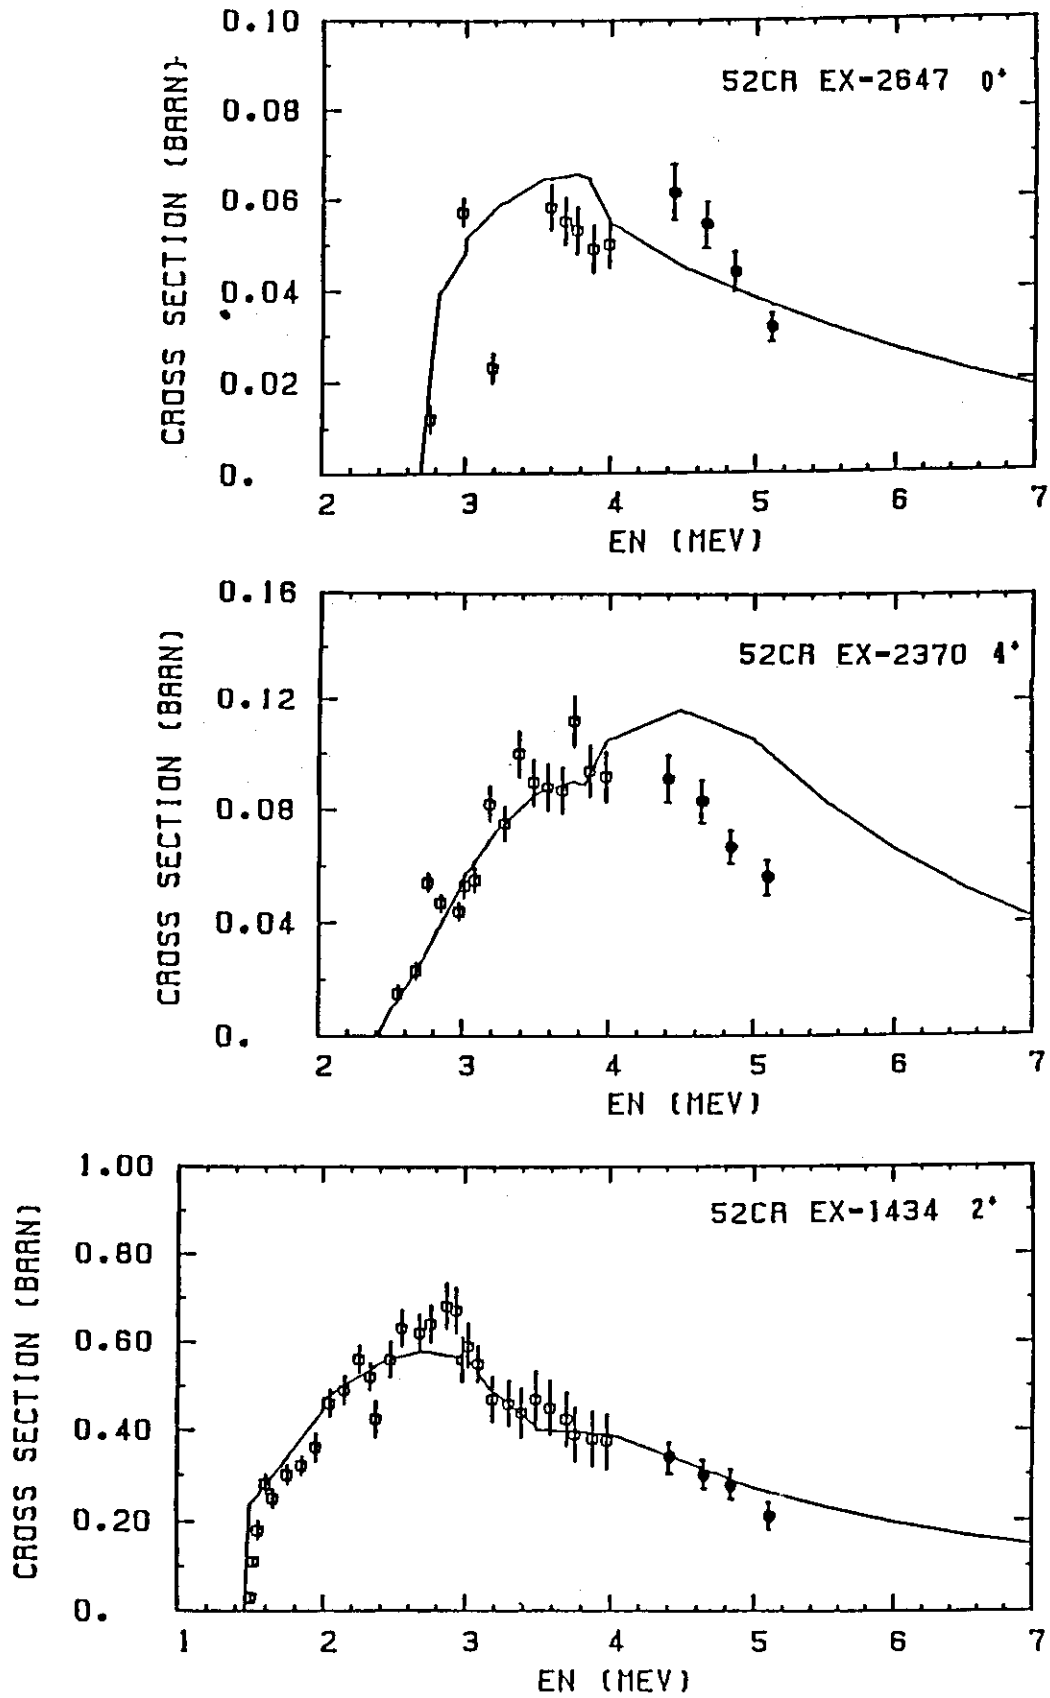 0.10
0.08
0.06
0.04
0.02
0.
CROSS SECTION (BARN)
52CR EX-2647 0+
2 3 4 5 6 7
EN (MEV)
0.16
0.12
0.08
0.04
0.
CROSS SECTION (BARN)
52CR EX-2370 4+
2 3 4 5 6 7
EN (MEV)
1.00
0.80
0.60
0.40
0.20
0.
CROSS SECTION (BARN)
52CR EX-1434 2+
1 2 3 4 5 6 7
EN (MEV)